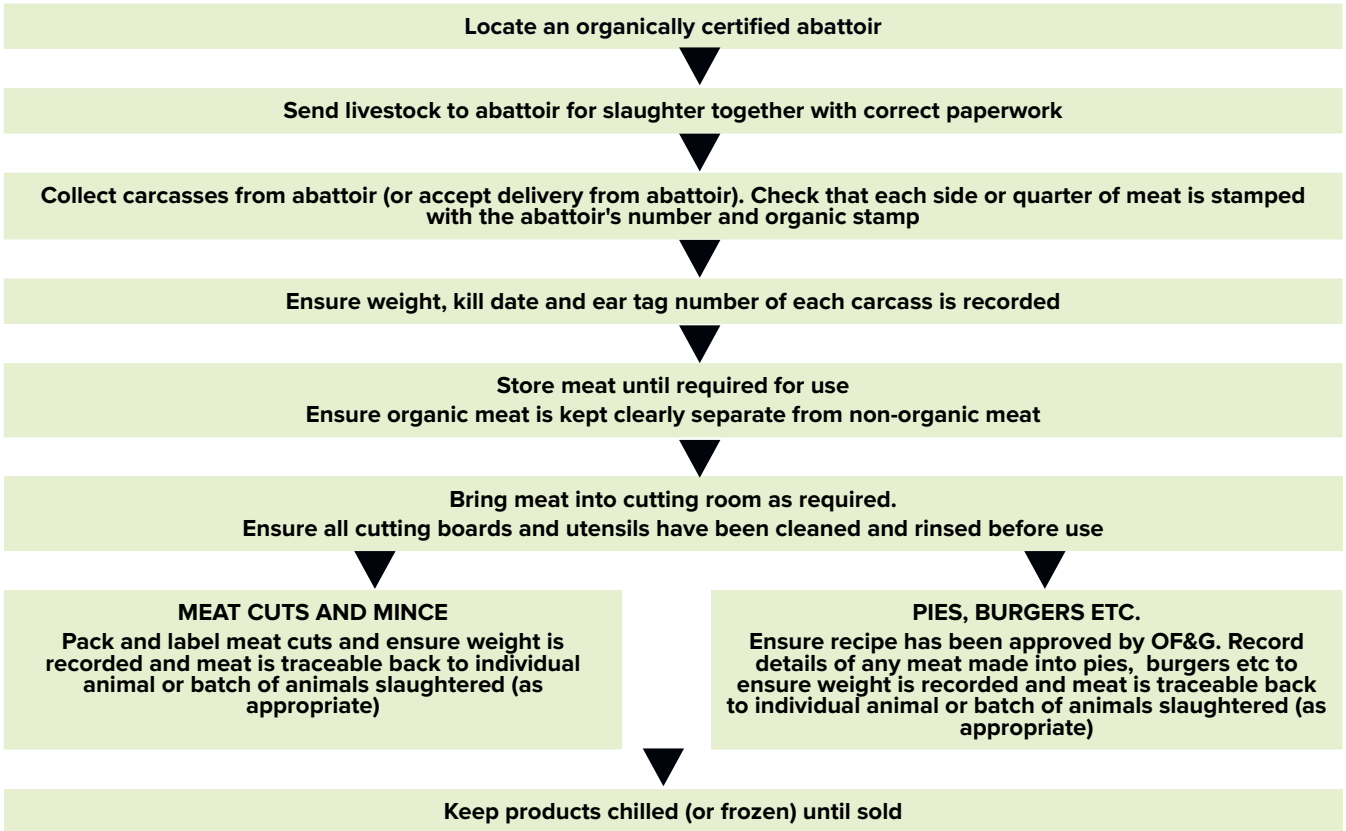 Locate an organically certified abattoir
Send livestock to abattoir for slaughter together with correct paperwork
Collect carcasses from abattoir (or accept delivery from abattoir). Check that each side or quarter of meat is stamped
with the abattoir's number and organic stamp
Ensure weight, kill date and ear tag number of each carcass is recorded
Store meat until required for use
Ensure organic meat is kept clearly separate from non-organic meat
Bring meat into cutting room as required.
Ensure all cutting boards and utensils have been cleaned and rinsed before use
MEAT CUTS AND MINCE
Pack and label meat cuts and ensure weight is
recorded and meat is traceable back to individual
animal or batch of animals slaughtered (as
appropriate)
PIES, BURGERS ETC.
Ensure recipe has been approved by OF&G. Record
details of any meat made into pies,  burgers etc to
ensure weight is recorded and meat is traceable back
to individual animal or batch of animals slaughtered (as
appropriate)
Keep products chilled (or frozen) until sold